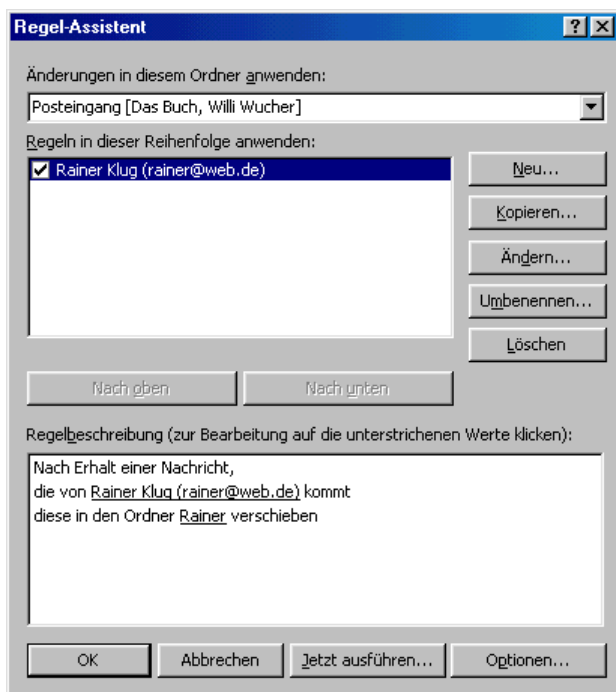 Regel-Assistent
Änderungen in diesem Ordner anwenden:
Posteingang [Das Buch, Willi Wucher]
Regeln in dieser Reihenfolge anwenden:
Rainer Klug (rainer@web.de)
Neu...
Kopieren...
Ändern...
Umbenennen...
Löschen
Nach oben
Nach unten
Regelbeschreibung (zur Bearbeitung auf die unterstrichenen Werte klicken):
Nach Erhalt einer Nachricht,
die von Rainer Klug (rainer@web.de) kommt
diese in den Ordner Rainer verschieben
OK
Abbrechen
Jetzt ausführen...
Optionen...